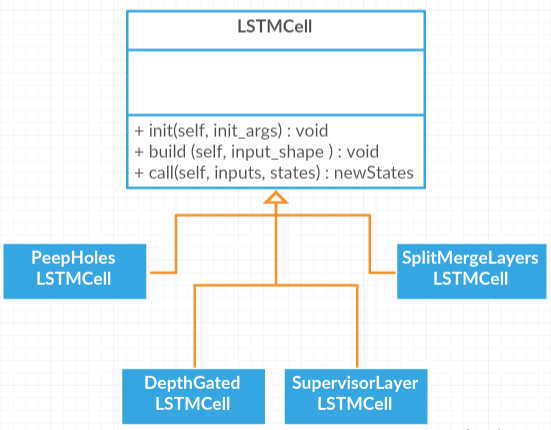 LSTMCell
+ init(self, init_args) : void
+ build (self, input_shape ) : void
+ call(self, inputs, states) : newStates
PeepHoles
LSTMCell
SplitMergeLayers
LSTMCell
DepthGated
LSTMCell
SupervisorLayer
LSTMCell